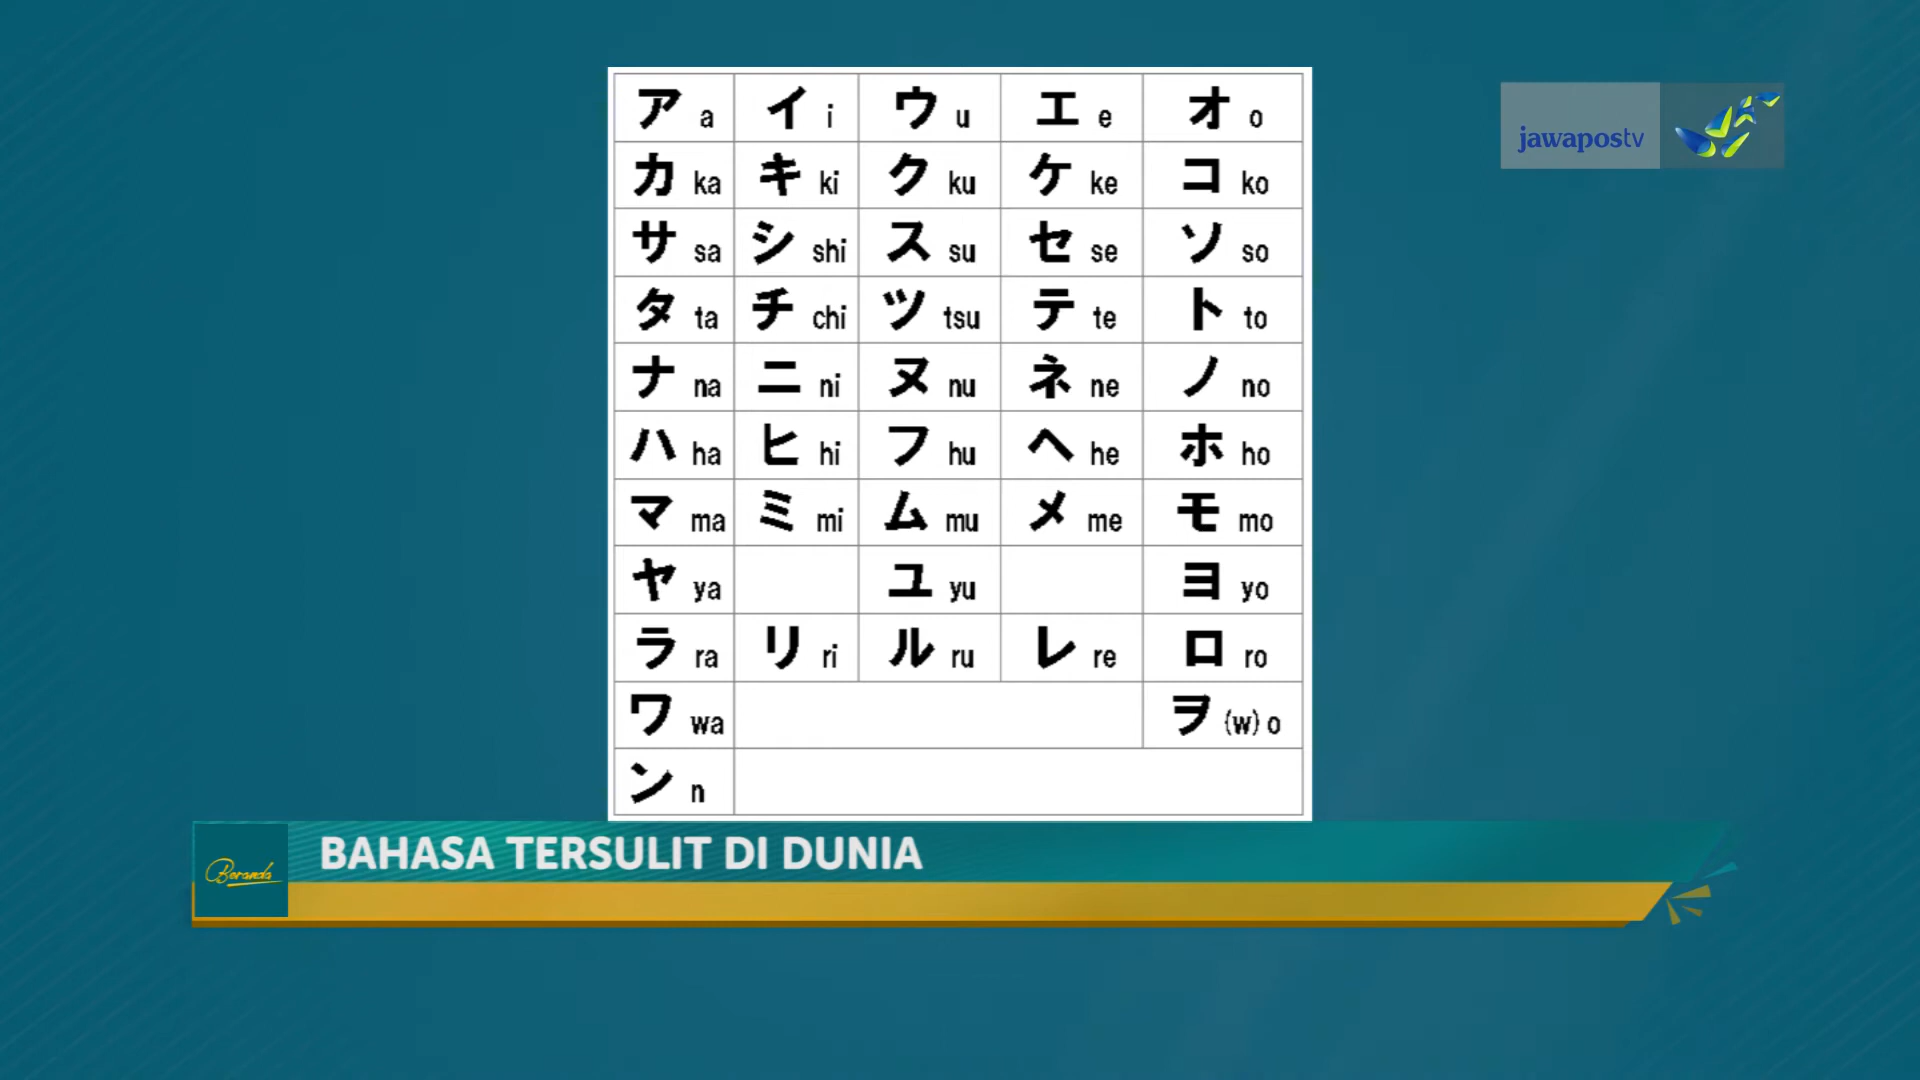 ア a イ i ウ u エ e オ o
カ ka キ ki ク ku ケ ke コ ko
サ sa シ shi ス su セ se ソ so
タ ta チ chi ツ tsu テ te ト to
ナ na ニ ni ヌ nu ネ ne ノ no
ハ ha ヒ hi フ hu ヘ he ホ ho
マ ma ミ mi ム mu メ me モ mo
ヤ ya ユ yu ヨ yo
ラ ra リ ri ル ru レ re ロ ro
ワ wa ヲ (w) o
ン n
jawapostv
Beranda
BAHASA TERSULIT DI DUNIA